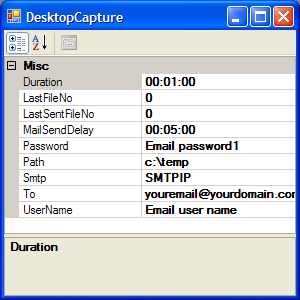 DesktopCapture
Misc
Duration 00:01:00
LastFileNo 0
LastSentFileNo 0
MailSendDelay 00:05:00
Password Email password1
Path c:\temp
Smtp SMTPIP
To youremail@yourdomain.com
UserName Email user name
Duration